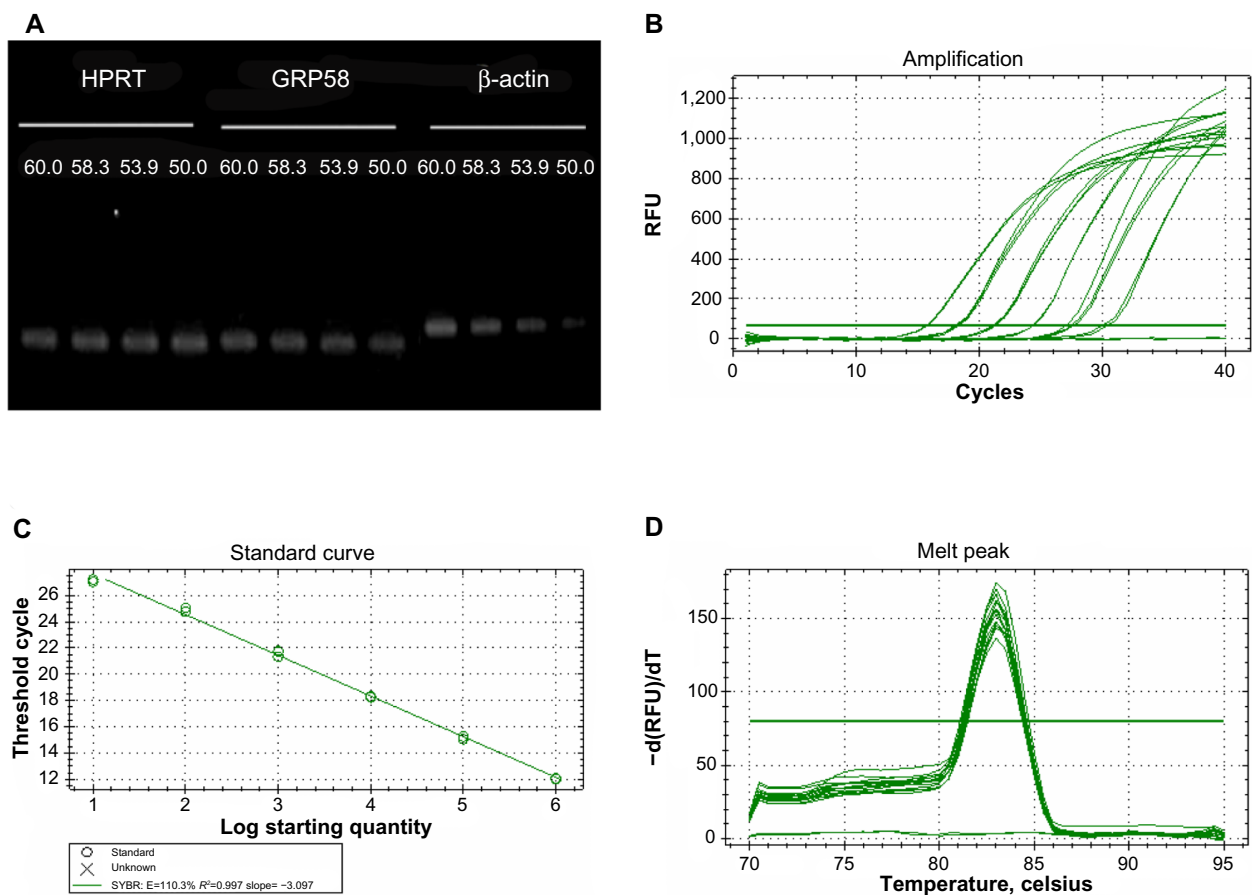 A
HPRT GRP58 β-actin
60.0 58.3 53.9 50.0 60.0 58.3 53.9 50.0 60.0 58.3 53.9 50.0
B
Amplification
RFU
1,200
1,000
800
600
400
200
0
0 10 20 30 40
Cycles
C
Standard curve
Threshold cycle
26
24
22
20
18
16
14
12
1 2 3 4 5 6
Log starting quantity
Standard
Unknown
SYBR: E=110.3% R²=0.997 slope= −3.097
D
Melt peak
−d(RFU)/dT
150
100
50
0
70 75 80 85 90 95
Temperature, celsius